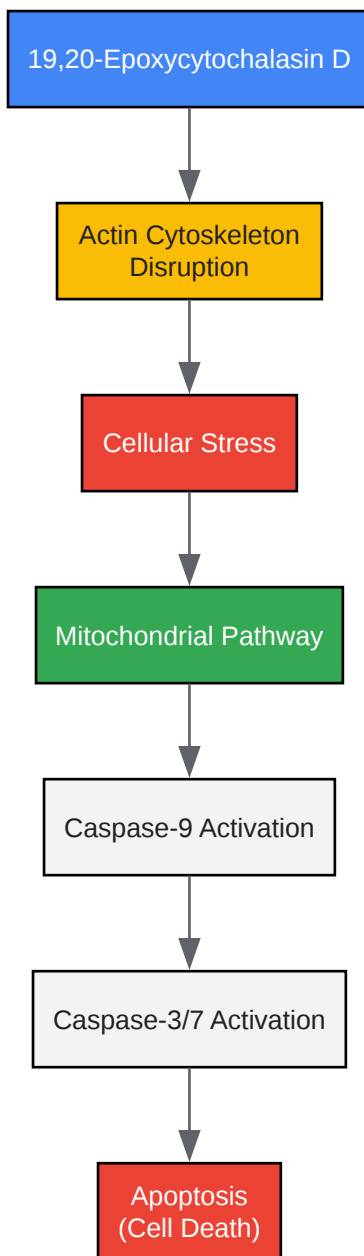 19,20-Epoxycytochalasin D
Actin Cytoskeleton
Disruption
Cellular Stress
Mitochondrial Pathway
Caspase-9 Activation
Caspase-3/7 Activation
Apoptosis
(Cell Death)